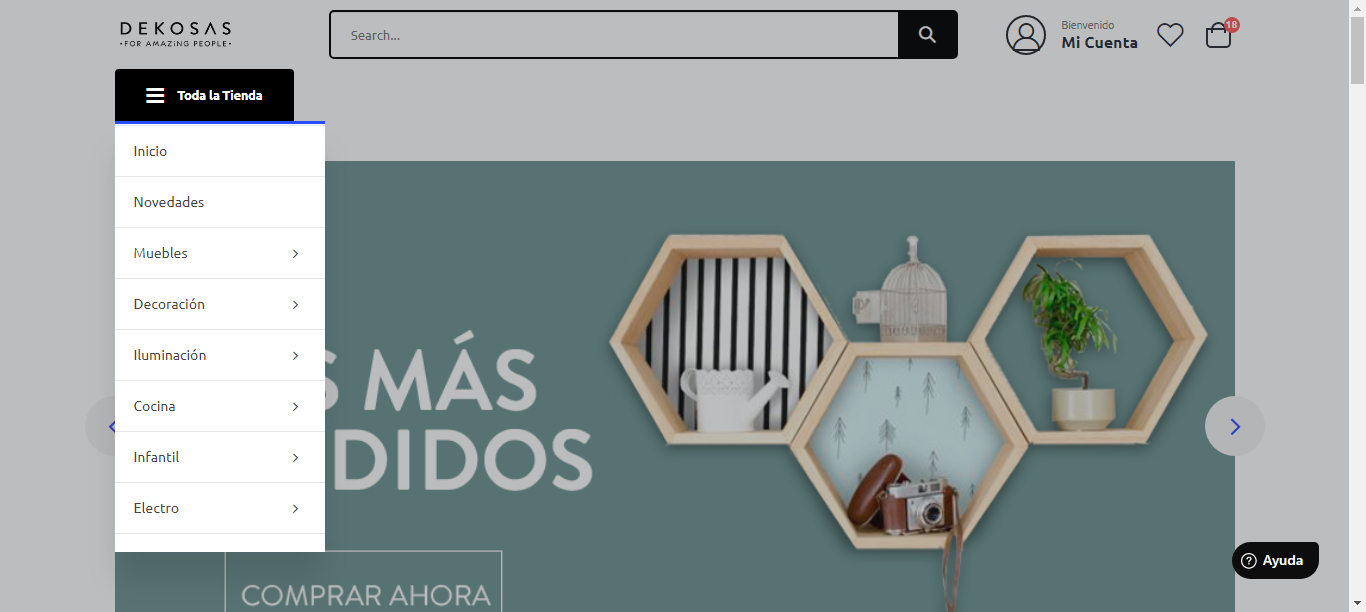 DEKOSAS
•FOR AMAZING PEOPLE•
Search...
Bienvenido
Mi Cuenta
18
Toda la Tienda
Inicio
Novedades
Muebles
Decoración
Iluminación
Cocina
Infantil
Electro
S MÁS
DIDOS
COMPRAR AHORA
Ayuda